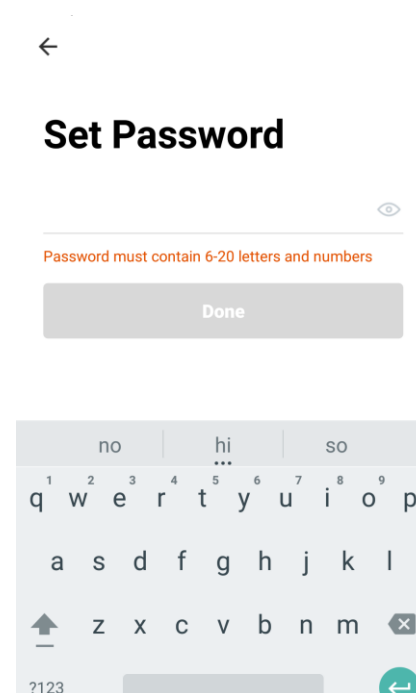 Set Password
Password must contain 6-20 letters and numbers
Done
no hi so
1 2 3 4 5 6 7 8 9
q w e r t y u i o p
a s d f g h j k l
z x c v b n m
?123